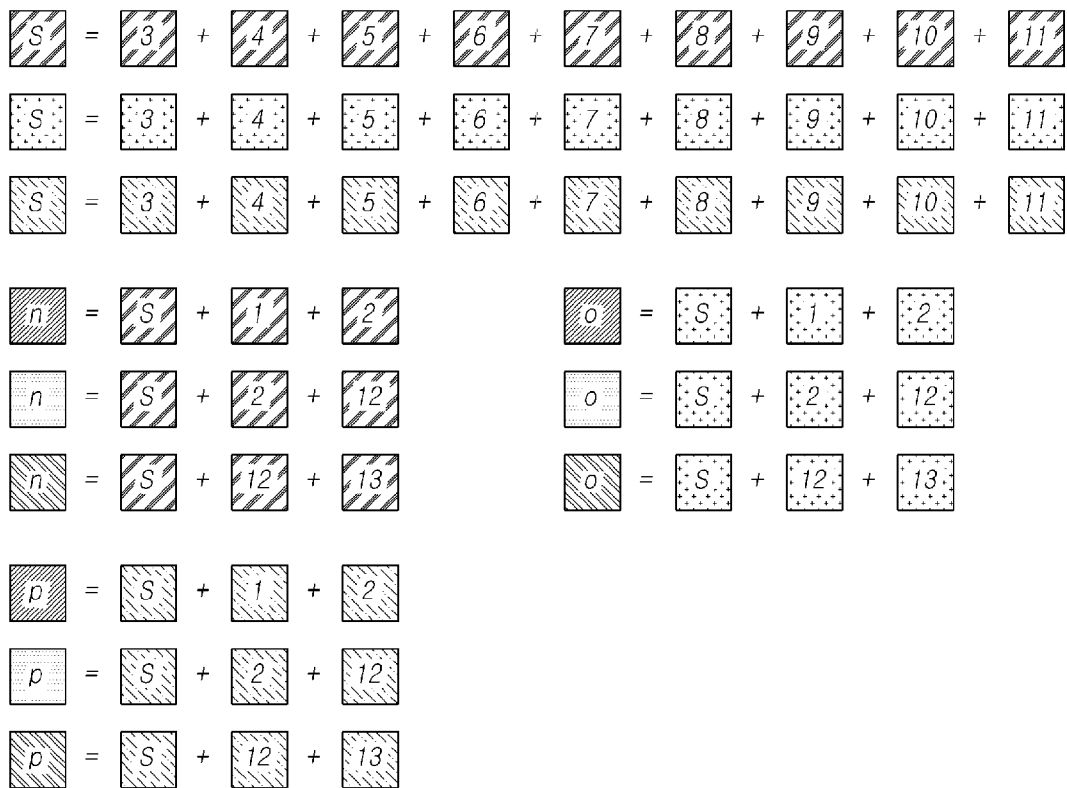 S = 3 + 4 + 5 + 6 + 7 + 8 + 9 + 10 + 11
S = 3 + 4 + 5 + 6 + 7 + 8 + 9 + 10 + 11
S = 3 + 4 + 5 + 6 + 7 + 8 + 9 + 10 + 11
n = S + 1 + 2
o = S + 1 + 2
n = S + 2 + 12
o = S + 2 + 12
n = S + 12 + 13
o = S + 12 + 13
p = S + 1 + 2
p = S + 2 + 12
p = S + 12 + 13